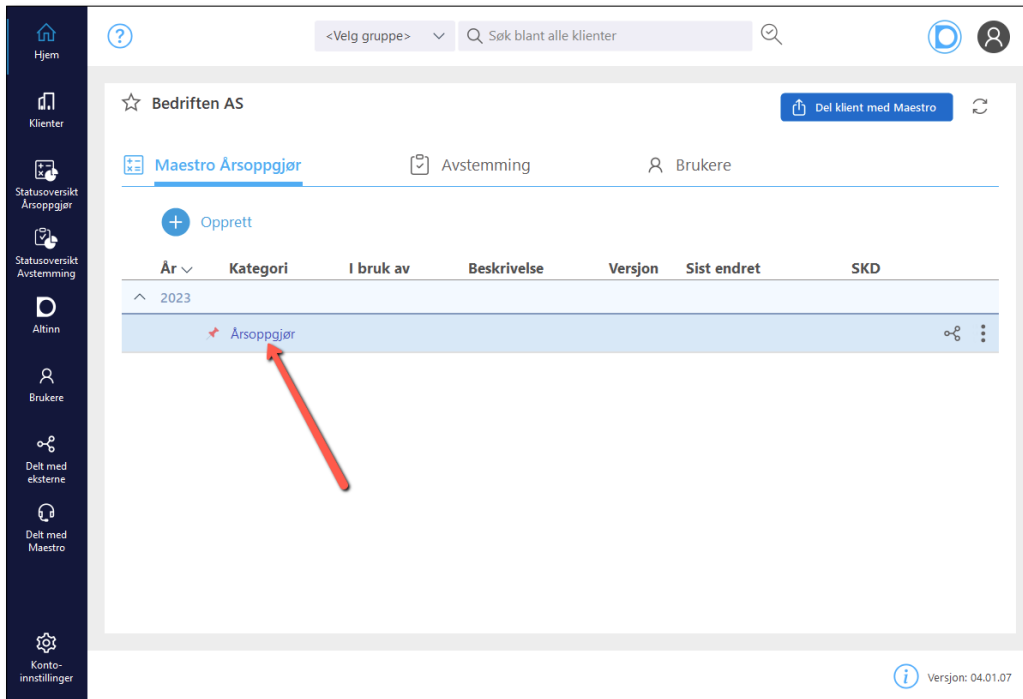 Hjem
Klienter
Statusoversikt
Årsoppgjør
Statusoversikt
Avstemming
Altinn
Brukere
Delt med
eksterne
Delt med
Maestro
Konto-
innstillinger
?
<Velg gruppe>
Søk blant alle klienter
Bedriften AS
Del klient med Maestro
Maestro Årsoppgjør
Avstemming
Brukere
Opprett
År Kategori I bruk av Beskrivelse Versjon Sist endret SKD
2023
Årsoppgjør
i Versjon: 04.01.07